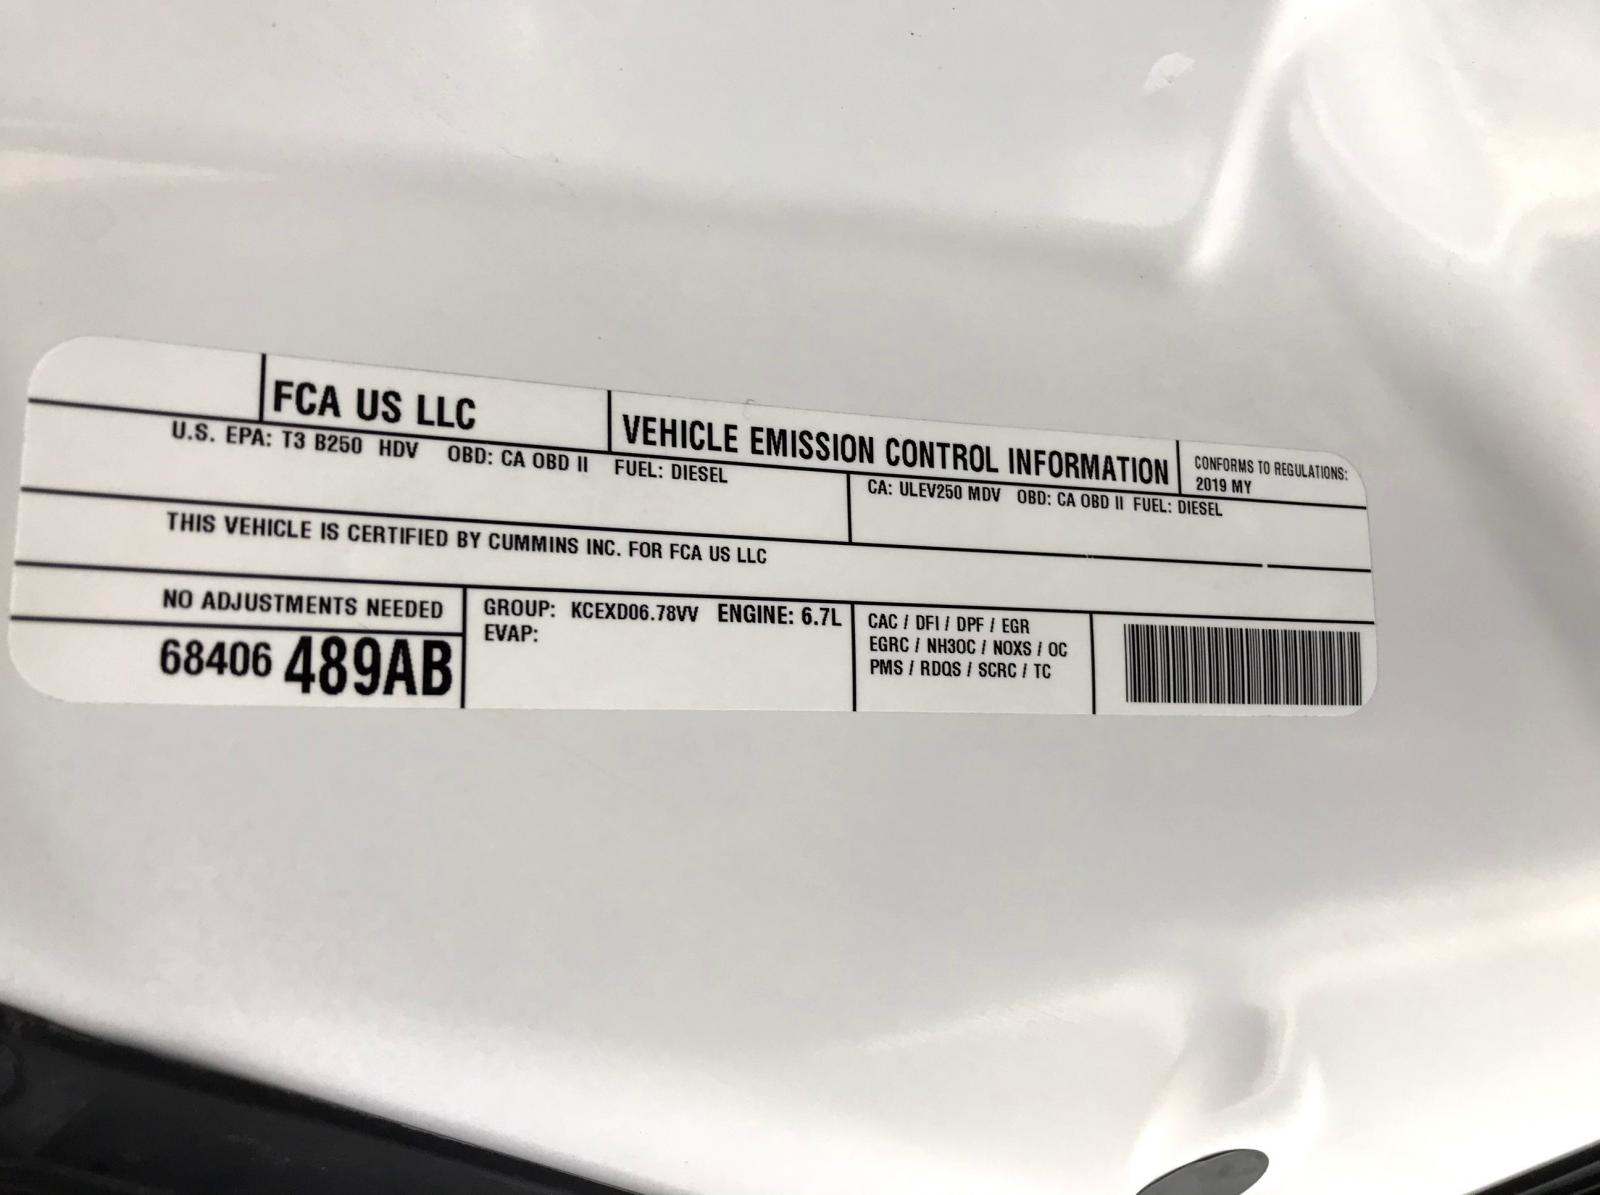 FCA US LLC
VEHICLE EMISSION CONTROL INFORMATION
CONFORMS TO REGULATIONS:
2019 MY
U.S. EPA: T3 B250 HDV OBD: CA OBD II FUEL: DIESEL
CA: ULEV250 MDV OBD: CA OBD II FUEL: DIESEL
THIS VEHICLE IS CERTIFIED BY CUMMINS INC. FOR FCA US LLC
NO ADJUSTMENTS NEEDED
68406 489AB
GROUP: KCEXD06.78VV ENGINE: 6.7L
EVAP:
CAC / DFI / DPF / EGR
EGRC / NH3OC / NOXS / OC
PMS / RDQS / SCRC / TC